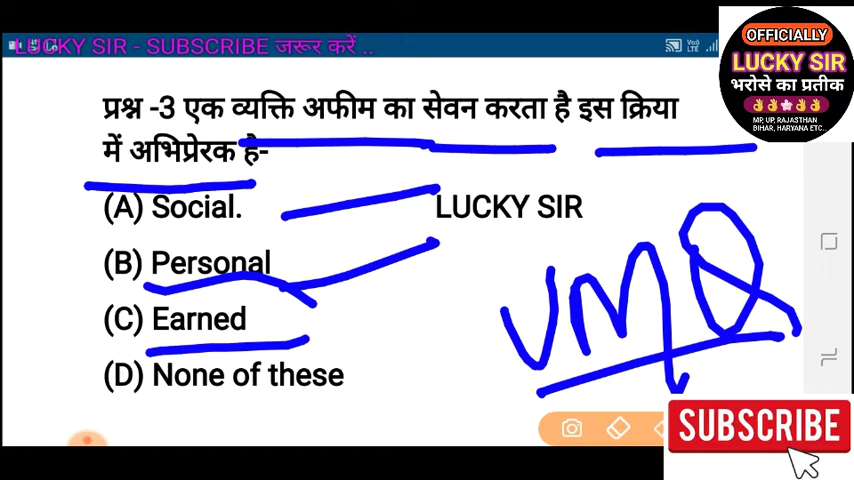 LUCKY SIR - SUBSCRIBE जरूर करें ..
OFFICIALLY
LUCKY SIR
भरोसे का प्रतीक
MP, UP, RAJASTHAN
BIHAR, HARYANA ETC..
प्रश्न -3 एक व्यक्ति अफीम का सेवन करता है इस क्रिया
में अभिप्रेरक है-
(A) Social.
LUCKY SIR
(B) Personal
(C) Earned
(D) None of these
VMQ
SUBSCRIBE